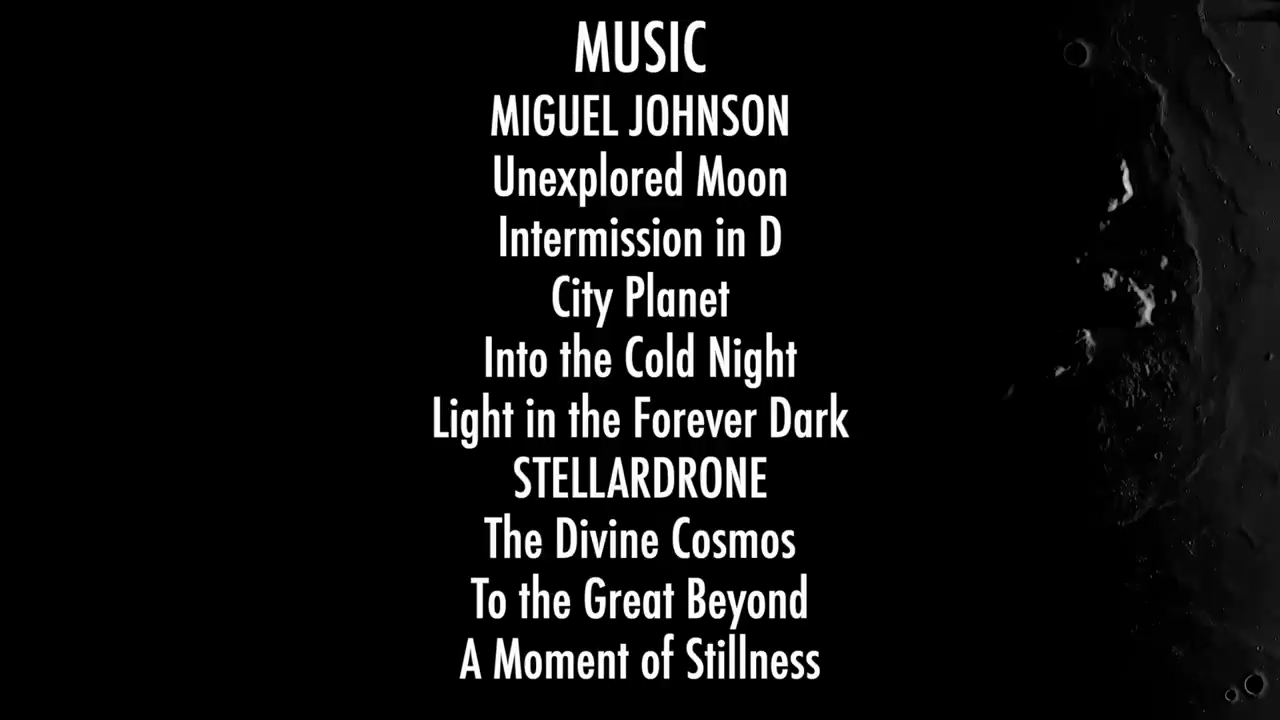 MUSIC
MIGUEL JOHNSON
Unexplored Moon
Intermission in D
City Planet
Into the Cold Night
Light in the Forever Dark
STELLARDRONE
The Divine Cosmos
To the Great Beyond
A Moment of Stillness